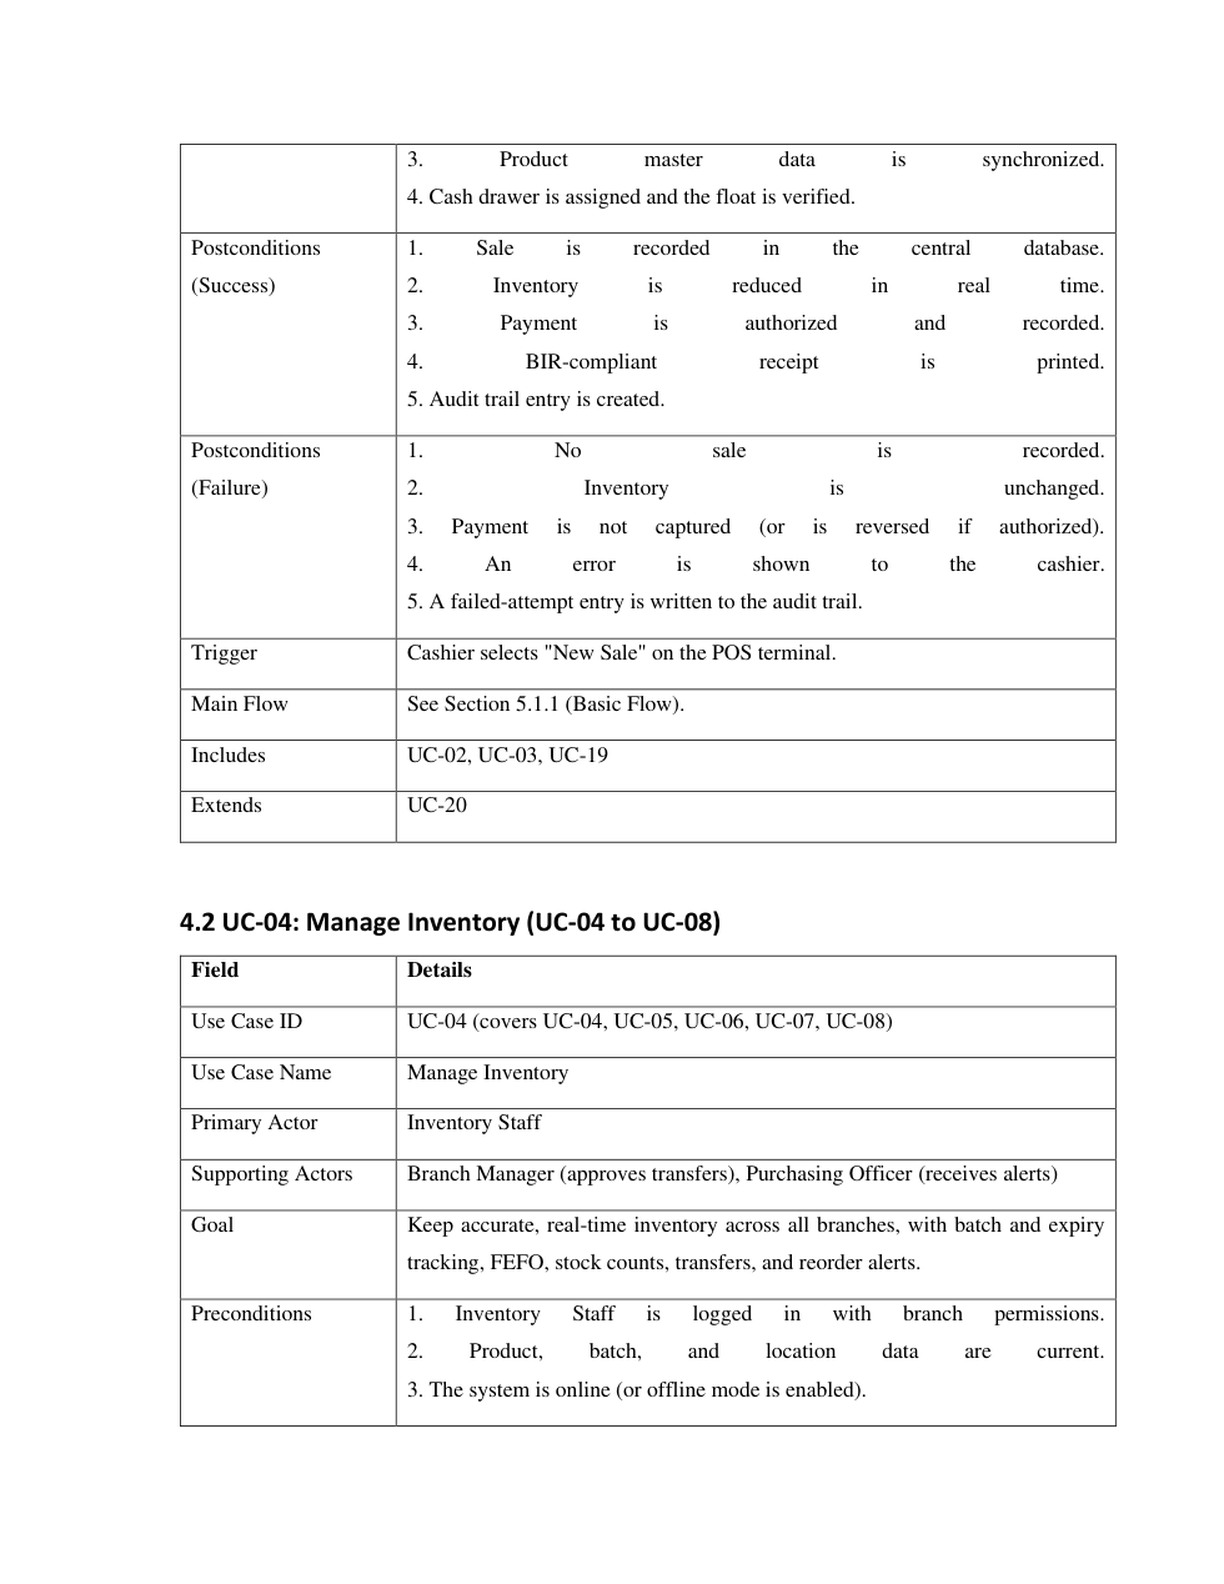 3. Product master data is synchronized.
4. Cash drawer is assigned and the float is verified.
Postconditions
(Success)
1. Sale is recorded in the central database.
2. Inventory is reduced in real time.
3. Payment is authorized and recorded.
4. BIR-compliant receipt is printed.
5. Audit trail entry is created.
Postconditions
(Failure)
1. No sale is recorded.
2. Inventory is unchanged.
3. Payment is not captured (or is reversed if authorized).
4. An error is shown to the cashier.
5. A failed-attempt entry is written to the audit trail.
Trigger
Cashier selects "New Sale" on the POS terminal.
Main Flow
See Section 5.1.1 (Basic Flow).
Includes
UC-02, UC-03, UC-19
Extends
UC-20
4.2 UC-04: Manage Inventory (UC-04 to UC-08)
Field
Details
Use Case ID
UC-04 (covers UC-04, UC-05, UC-06, UC-07, UC-08)
Use Case Name
Manage Inventory
Primary Actor
Inventory Staff
Supporting Actors
Branch Manager (approves transfers), Purchasing Officer (receives alerts)
Goal
Keep accurate, real-time inventory across all branches, with batch and expiry
tracking, FEFO, stock counts, transfers, and reorder alerts.
Preconditions
1. Inventory Staff is logged in with branch permissions.
2. Product, batch, and location data are current.
3. The system is online (or offline mode is enabled).